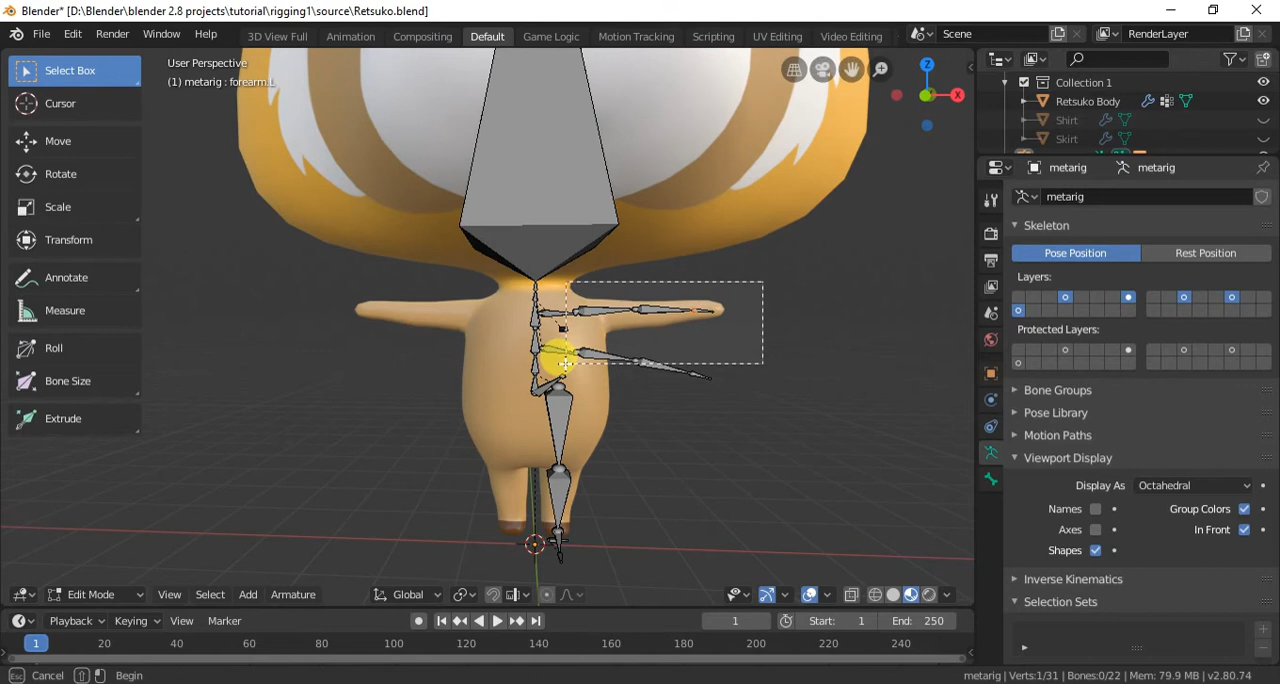 Blender* [D:\Blender\blender 2.8 projects\tutorial\rigging1\source\Retsuko.blend]
File Edit Render Window Help 3D View Full Animation Compositing Default Game Logic Motion Tracking Scripting UV Editing Video Editing Scene RenderLayer
Select Box
User Perspective
(1) metarig : forearm.L
Z
X
Cursor
Move
Rotate
Scale
Transform
Annotate
Measure
Roll
Bone Size
Extrude
Collection 1
Retsuko Body
Shirt
Skirt
metarig metarig
metarig
Skeleton
Pose Position Rest Position
Layers:
Protected Layers:
Bone Groups
Pose Library
Motion Paths
Viewport Display
Display As Octahedral
Names Group Colors
Axes In Front
Shapes
Inverse Kinematics
Selection Sets
Edit Mode View Select Add Armature Global
Playback Keying View Marker 1 Start: 1 End: 250
1 20 40 60 80 100 120 140 160 180 200 220 240
Esc Cancel Begin metarig | Verts:1/31 | Bones:0/22 | Mem: 79.9 MB | v2.80.74